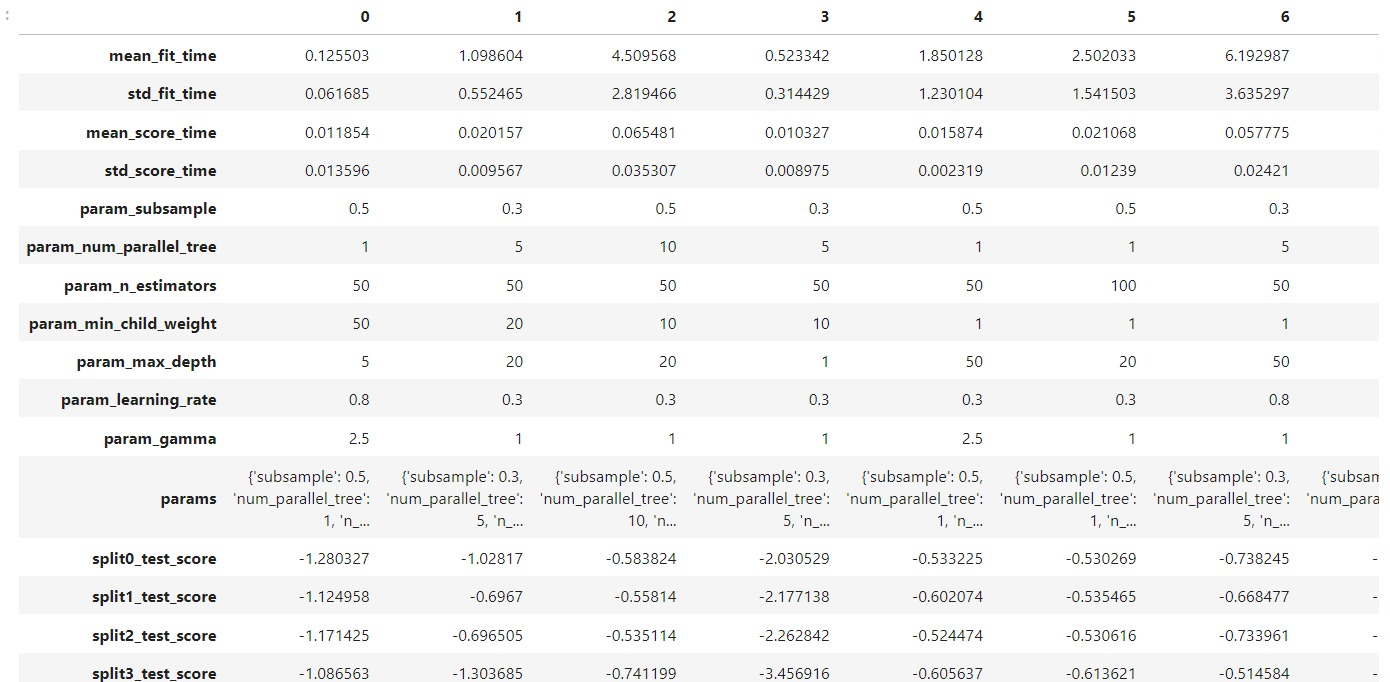 0 1 2 3 4 5 6
mean_fit_time 0.125503 1.098604 4.509568 0.523342 1.850128 2.502033 6.192987
std_fit_time 0.061685 0.552465 2.819466 0.314429 1.230104 1.541503 3.635297
mean_score_time 0.011854 0.020157 0.065481 0.010327 0.015874 0.021068 0.057775
std_score_time 0.013596 0.009567 0.035307 0.008975 0.002319 0.01239 0.02421
param_subsample 0.5 0.3 0.5 0.3 0.5 0.5 0.3
param_num_parallel_tree 1 5 10 5 1 1 5
param_n_estimators 50 50 50 50 50 100 50
param_min_child_weight 50 20 10 10 1 1 1
param_max_depth 5 20 20 1 50 20 50
param_learning_rate 0.8 0.3 0.3 0.3 0.3 0.3 0.8
param_gamma 2.5 1 1 1 2.5 1 1
{'subsample': 0.5, {'subsample': 0.3, {'subsample': 0.5, {'subsample': 0.3, {'subsample': 0.5, {'subsample': 0.5, {'subsample': 0.3, {'subsam
params 'num_parallel_tree': 'num_parallel_tree': 'num_parallel_tree': 'num_parallel_tree': 'num_parallel_tree': 'num_parallel_tree': 'num_parallel_tree': 'num_para
1, 'n_... 5, 'n_... 10, 'n... 5, 'n_... 1, 'n_... 1, 'n_... 5, 'n_...
split0_test_score -1.280327 -1.02817 -0.583824 -2.030529 -0.533225 -0.530269 -0.738245 -
split1_test_score -1.124958 -0.6967 -0.55814 -2.177138 -0.602074 -0.535465 -0.668477 -
split2_test_score -1.171425 -0.696505 -0.535114 -2.262842 -0.524474 -0.530616 -0.733961 -
split3_test_score -1.086563 -1.303685 -0.741199 -3.456916 -0.605637 -0.613621 -0.514584 -